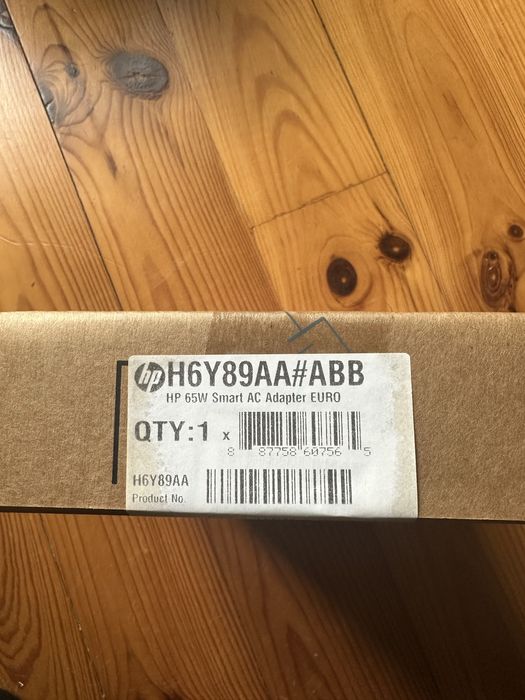 hp H6Y89AA#ABB
HP 65W Smart AC Adapter EURO
QTY:1 x
8 87758 60756 5
H6Y89AA
Product No.